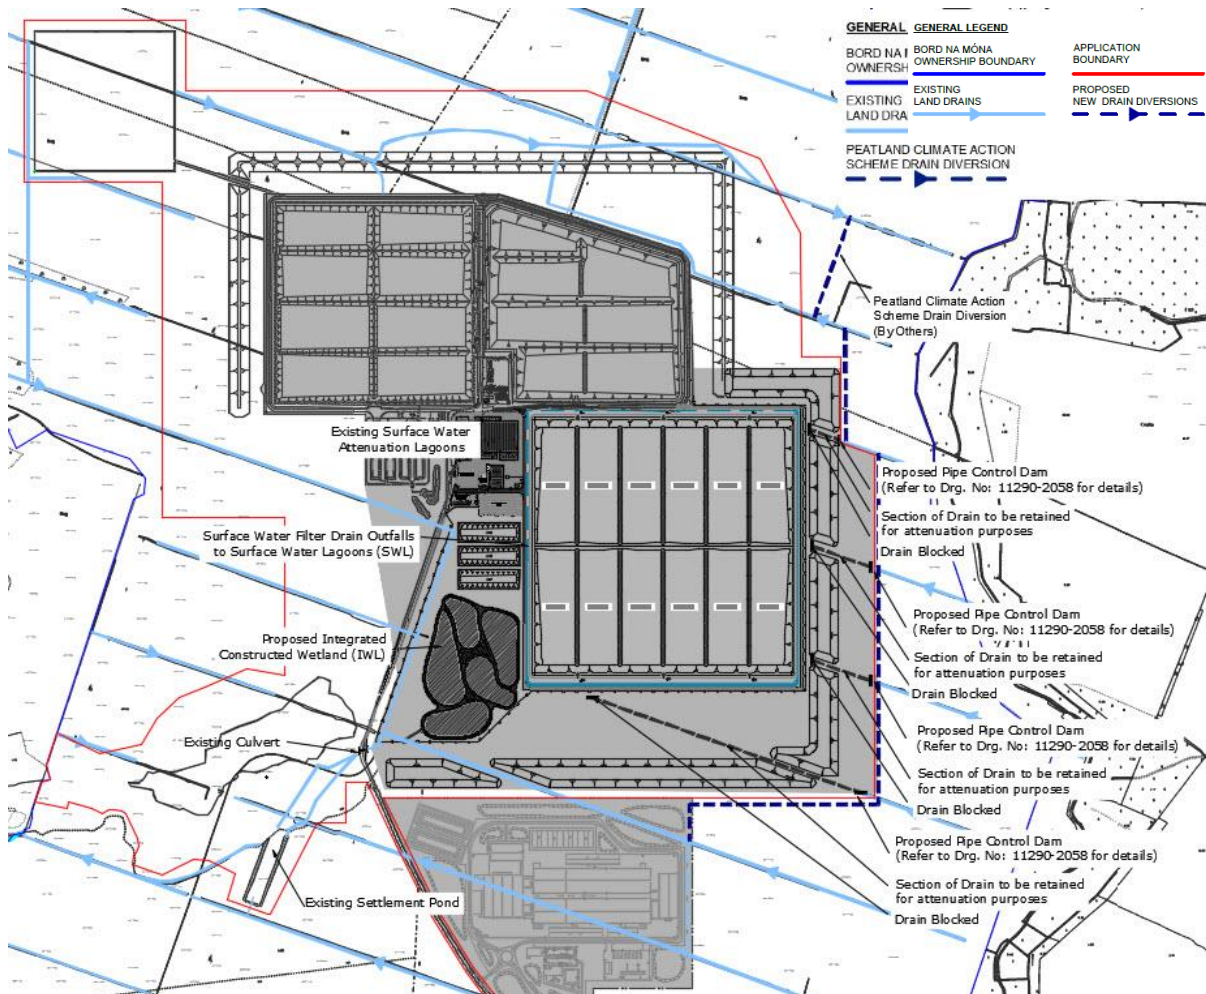 GENERAL
BORD NA
OWNERSH
EXISTING
LAND DRA
PEATLAND CLIMATE ACTION
SCHEME DRAIN DIVERSION
GENERAL LEGEND
BORD NA MÓNA
OWNERSHIP BOUNDARY
APPLICATION
BOUNDARY
EXISTING
LAND DRAINS
PROPOSED
NEW DRAIN DIVERSIONS
Peatland Climate Action
Scheme Drain Diversion
(By Others)
Existing Surface Water
Attenuation Lagoons
Proposed Pipe Control Dam
(Refer to Drg. No: 11290-2058 for details)
Section of Drain to be retained
for attenuation purposes
Drain Blocked
Surface Water Filter Drain Outfalls
to Surface Water Lagoons (SWL)
Proposed Pipe Control Dam
(Refer to Drg. No: 11290-2058 for details)
Section of Drain to be retained
for attenuation purposes
Drain Blocked
Proposed Integrated
Constructed Wetland (IWL)
Proposed Pipe Control Dam
(Refer to Drg. No: 11290-2058 for details)
Section of Drain to be retained
for attenuation purposes
Drain Blocked
Existing Culvert
Proposed Pipe Control Dam
(Refer to Drg. No: 11290-2058 for details)
Section of Drain to be retained
for attenuation purposes
Drain Blocked
Existing Settlement Pond